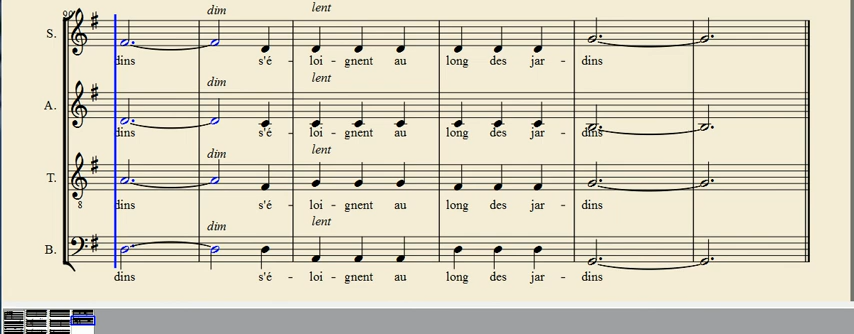 dim lent
S.
dins s'é - loi - gnent au long des jar - dins
dim lent
A.
dins s'é - loi - gnent au long des jar - dins
dim lent
T.
8
dins s'é - loi - gnent au long des jar - dins
dim lent
B.
dins s'é - loi - gnent au long des jar - dins